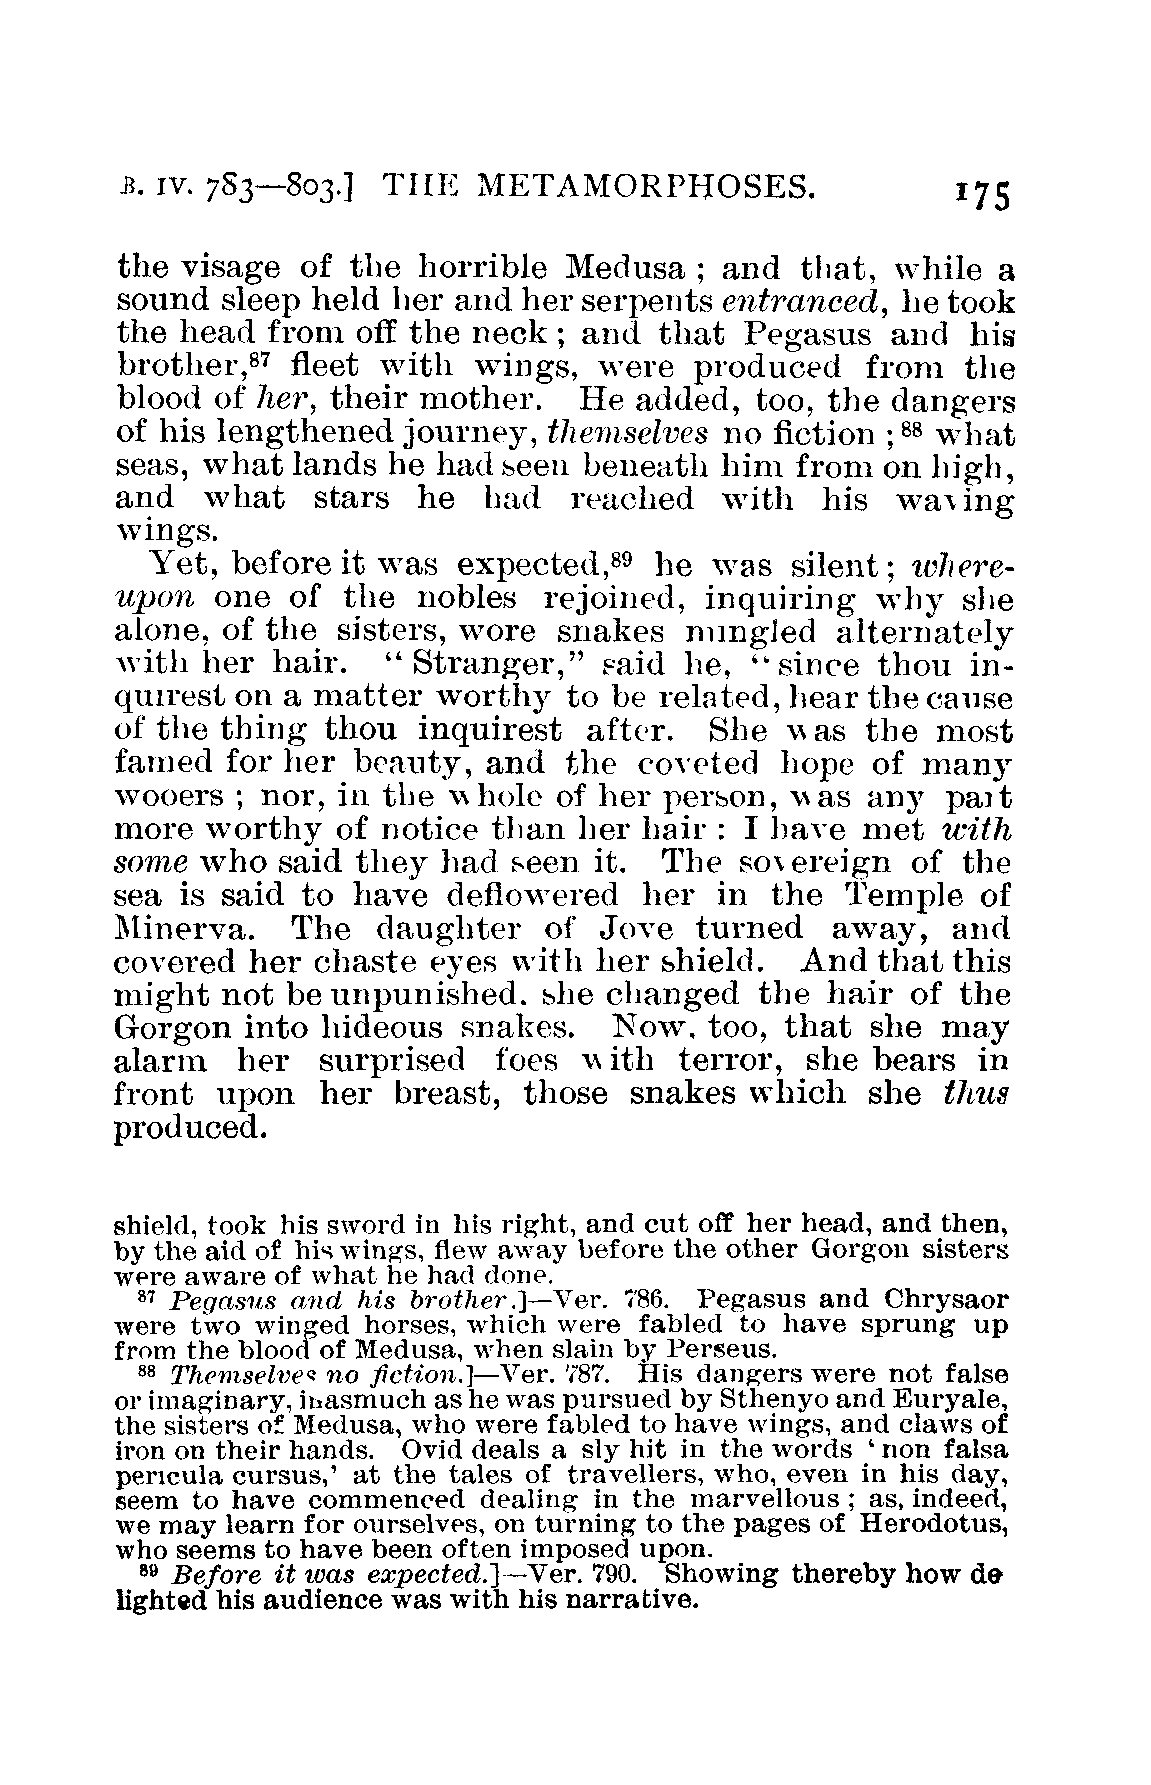 B. IV. 783—803.] THE METAMORPHOSES. 175
the visage of the horrible Medusa ; and that, while a
sound sleep held her and her serpents entranced, he took
the head from off the neck ; and that Pegasus and his
brother,⁸⁷ fleet with wings, were produced from the
blood of her, their mother. He added, too, the dangers
of his lengthened journey, themselves no fiction ;⁸⁸ what
seas, what lands he had seen beneath him from on high,
and what stars he had reached with his waving
wings.
Yet, before it was expected,⁸⁹ he was silent ; where-
upon one of the nobles rejoined, inquiring why she
alone, of the sisters, wore snakes mingled alternately
with her hair. “ Stranger,” said he, “ since thou in-
quirest on a matter worthy to be related, hear the cause
of the thing thou inquirest after. She was the most
famed for her beauty, and the coveted hope of many
wooers ; nor, in the whole of her person, was any part
more worthy of notice than her hair : I have met with
some who said they had seen it. The sovereign of the
sea is said to have deflowered her in the Temple of
Minerva. The daughter of Jove turned away, and
covered her chaste eyes with her shield. And that this
might not be unpunished. she changed the hair of the
Gorgon into hideous snakes. Now, too, that she may
alarm her surprised foes with terror, she bears in
front upon her breast, those snakes which she thus
produced.
shield, took his sword in his right, and cut off her head, and then,
by the aid of his wings, flew away before the other Gorgon sisters
were aware of what he had done.
⁸⁷ Pegasus and his brother.]—Ver. 786. Pegasus and Chrysaor
were two winged horses, which were fabled to have sprung up
from the blood of Medusa, when slain by Perseus.
⁸⁸ Themselves no fiction.]—Ver. 787. His dangers were not false
or imaginary, inasmuch as he was pursued by Sthenyo and Euryale,
the sisters of Medusa, who were fabled to have wings, and claws of
iron on their hands. Ovid deals a sly hit in the words ‘ non falsa
pericula cursus,’ at the tales of travellers, who, even in his day,
seem to have commenced dealing in the marvellous ; as, indeed,
we may learn for ourselves, on turning to the pages of Herodotus,
who seems to have been often imposed upon.
⁸⁹ Before it was expected.]—Ver. 790. Showing thereby how de
lighted his audience was with his narrative.